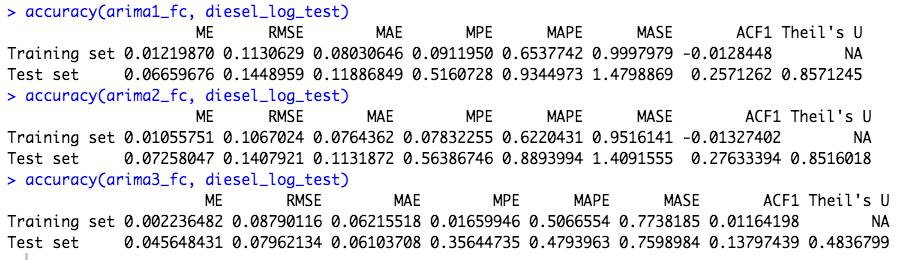 > accuracy(arima1_fc, diesel_log_test)
ME RMSE MAE MPE MAPE MASE ACF1 Theil's U
Training set 0.01219870 0.1130629 0.08030646 0.0911950 0.6537742 0.9997979 -0.0128448 NA
Test set 0.06659676 0.1448959 0.11886849 0.5160728 0.9344973 1.4798869 0.2571262 0.8571245
> accuracy(arima2_fc, diesel_log_test)
ME RMSE MAE MPE MAPE MASE ACF1 Theil's U
Training set 0.01055751 0.1067024 0.0764362 0.07832255 0.6220431 0.9516141 -0.01327402 NA
Test set 0.07258047 0.1407921 0.1131872 0.56386746 0.8893994 1.4091555 0.27633394 0.8516018
> accuracy(arima3_fc, diesel_log_test)
ME RMSE MAE MPE MAPE MASE ACF1 Theil's U
Training set 0.002236482 0.08790116 0.06215518 0.01659946 0.5066554 0.7738185 0.01164198 NA
Test set 0.045648431 0.07962134 0.06103708 0.35644735 0.4793963 0.7598984 0.13797439 0.4836799